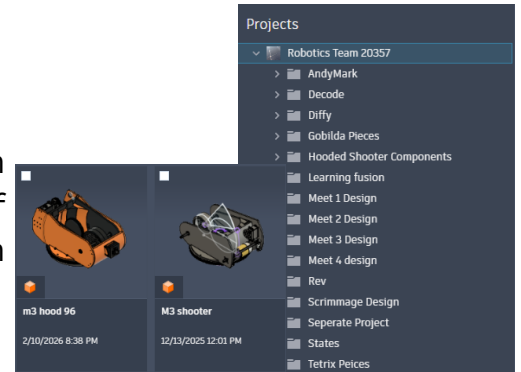 Projects
Robotics Team 20357
AndyMark
Decode
Diffy
Gobilda Pieces
Hooded Shooter Components
Learning fusion
Meet 1 Design
Meet 2 Design
Meet 3 Design
Meet 4 design
Rev
Scrimmage Design
Seperate Project
States
Tetrix Peices
m3 hood 96
2/10/2026 8:38 PM
M3 shooter
12/13/2025 12:01 PM